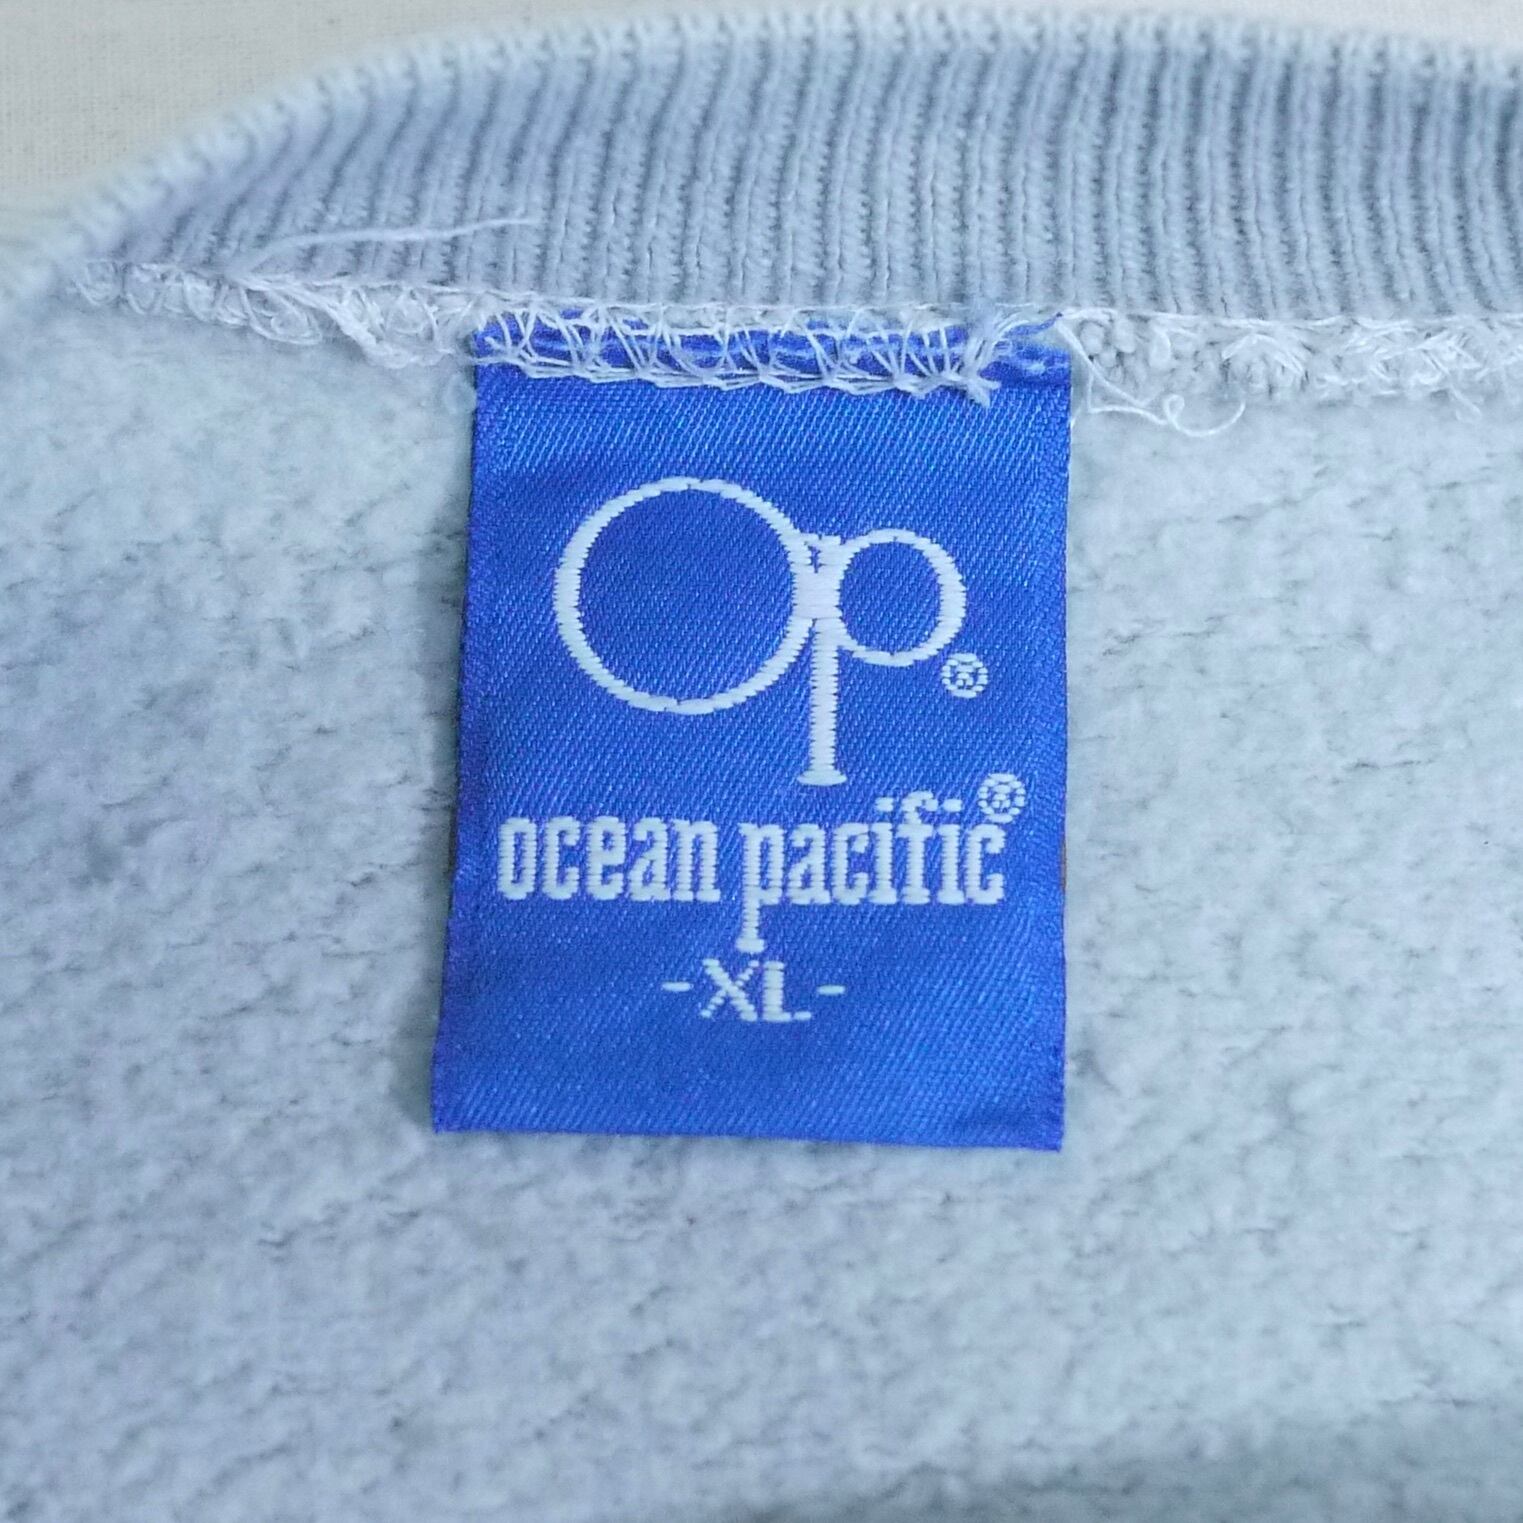 op®
ocean pacific®
-XL-